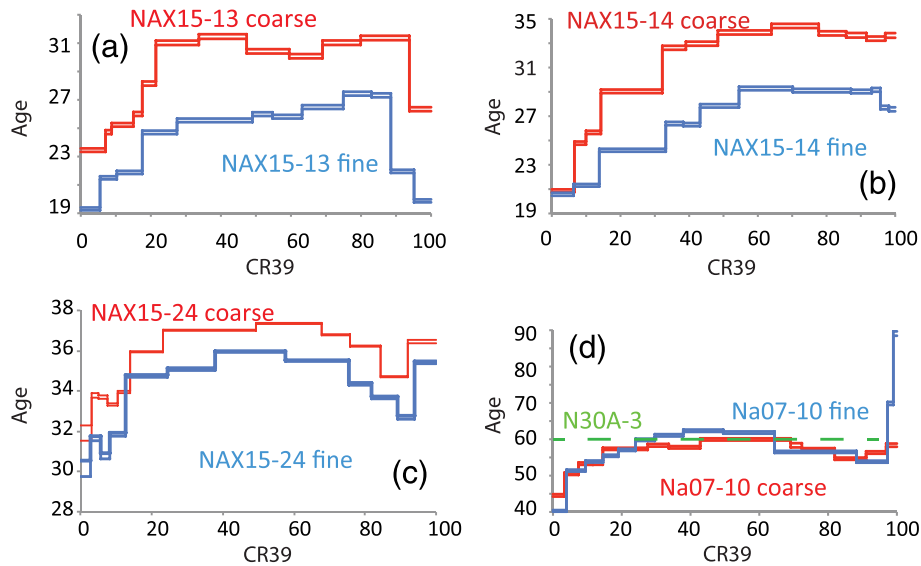 NAX15-13 coarse
(a)
31
27
23
19
Age
NAX15-13 fine
0 20 40 60 80 100
CR39
NAX15-14 coarse
35
33
31
29
27
25
23
21
19
Age
NAX15-14 fine
(b)
0 20 40 60 80 100
CR39
38
36
34
32
30
28
Age
NAX15-24 coarse
NAX15-24 fine
(c)
0 20 40 60 80 100
CR39
90
80
70
60
50
40
Age
(d)
Na07-10 fine
N30A-3
Na07-10 coarse
0 20 40 60 80 100
CR39